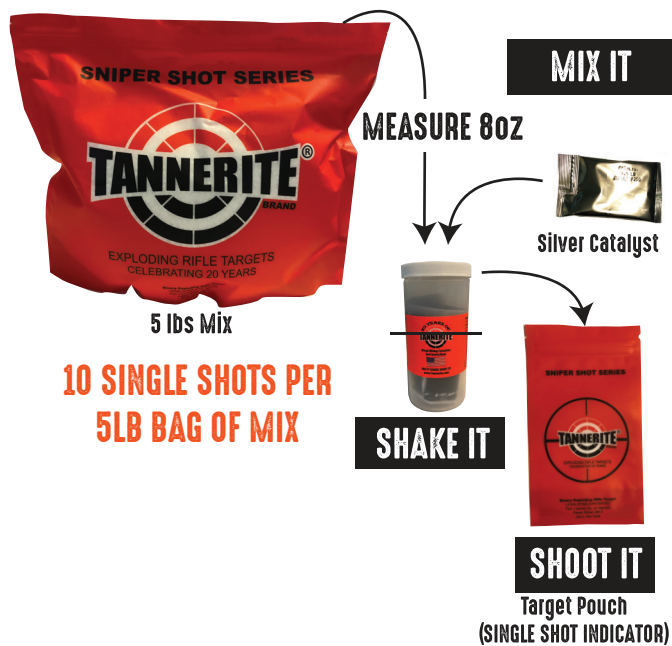 SNIPER SHOT SERIES
TANNERITE®
BRAND
EXPLODING RIFLE TARGETS
CELEBRATING 20 YEARS
5 lbs Mix
10 SINGLE SHOTS PER
5LB BAG OF MIX
MEASURE 8oz
MIX IT
Silver Catalyst
TANNERITE
SHAKE IT
SNIPER SHOT SERIES
TANNERITE
SHOOT IT
Target Pouch
(SINGLE SHOT INDICATOR)